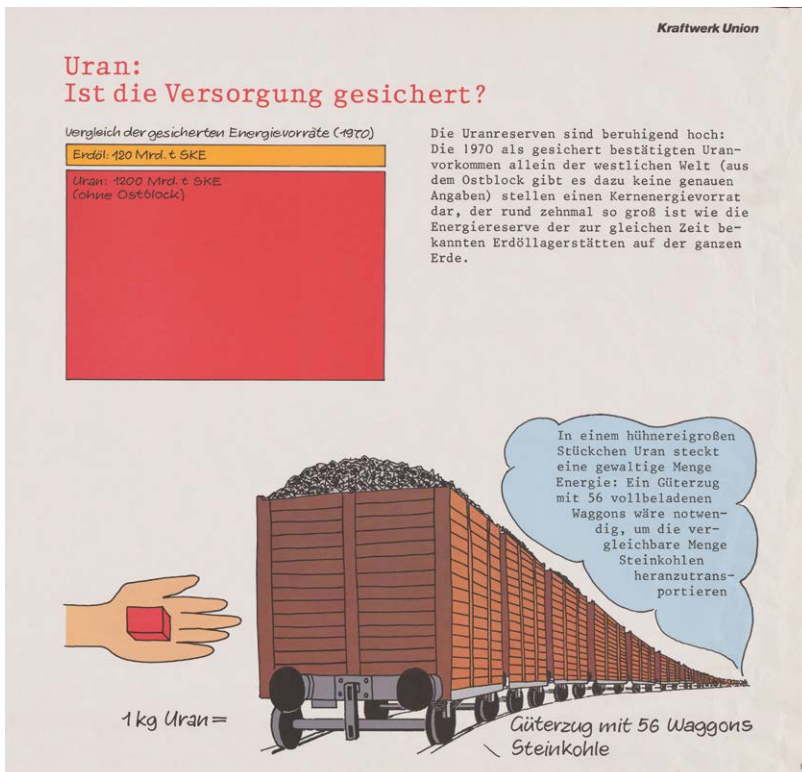 Kraftwerk Union
Uran:
Ist die Versorgung gesichert?
Vergleich der gesicherten Energievorräte (1970)
Erdöl: 120 Mrd. t SKE
Uran: 1200 Mrd. t SKE
(ohne Ostblock)
Die Uranreserven sind beruhigend hoch:
Die 1970 als gesichert bestätigten Uran-
vorkommen allein der westlichen Welt (aus
dem Ostblock gibt es dazu keine genauen
Angaben) stellen einen Kernenergievorrat
dar, der rund zehnmal so groß ist wie die
Energiereserve der zur gleichen Zeit be-
kannten Erdöllagerstätten auf der ganzen
Erde.
In einem hühnereigroßen
Stückchen Uran steckt
eine gewaltige Menge
Energie: Ein Güterzug
mit 56 vollbeladenen
Waggons wäre notwen-
dig, um die ver-
gleichbare Menge
Steinkohlen
heranzutrans-
portieren
1 kg Uran =
Güterzug mit 56 Waggons
Steinkohle